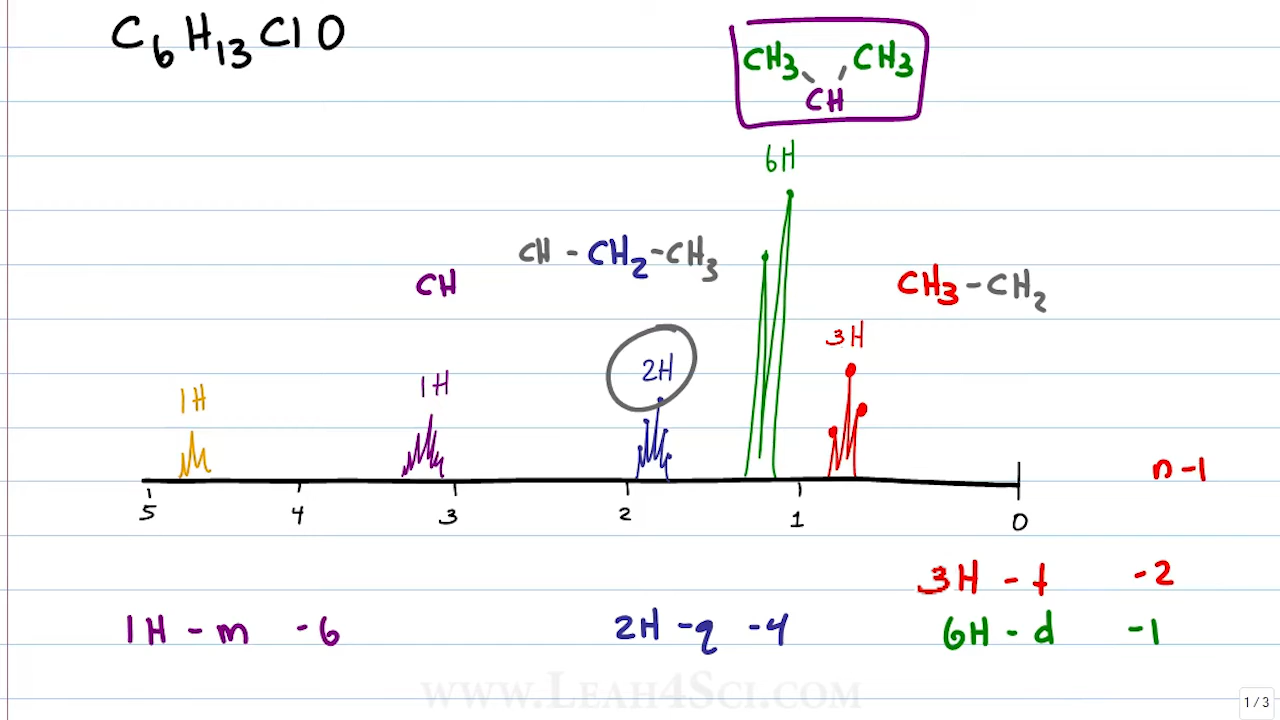 C6H13ClO
CH3 CH3
CH
6H
CH - CH2 - CH3
CH
CH3 - CH2
3H
2H
1H
1H
n-1
5 4 3 2 1 0
3H - t -2
1H - m -6 2H - q -4 6H - d -1
www.Leah4Sci.com
1 / 3